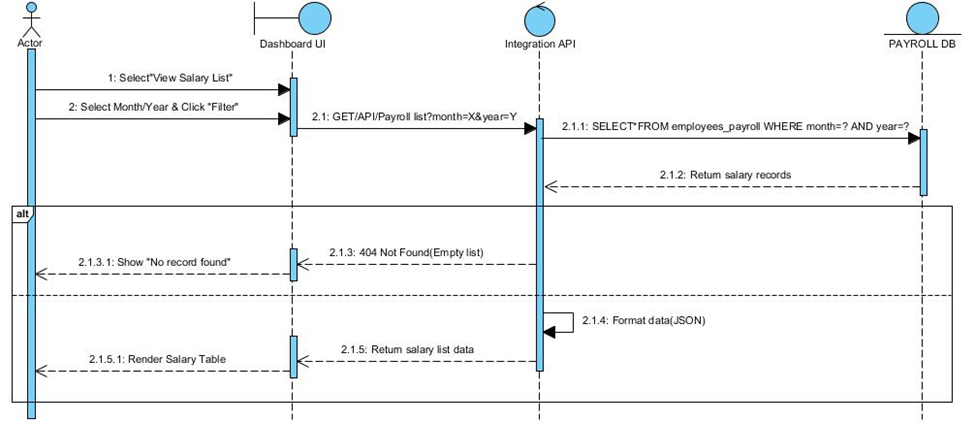 Actor
Dashboard UI
Integration API
PAYROLL DB
1: Select"View Salary List"
2: Select Month/Year & Click "Filter"
2.1: GET/API/Payroll list?month=X&year=Y
2.1.1: SELECT*FROM employees_payroll WHERE month=? AND year=?
2.1.2: Return salary records
alt
2.1.3: 404 Not Found(Empty list)
2.1.3.1: Show "No record found"
2.1.4: Format data(JSON)
2.1.5: Return salary list data
2.1.5.1: Render Salary Table